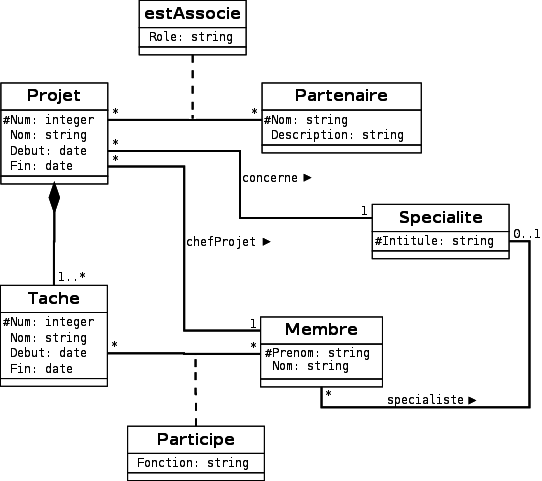 estAssocie
Role: string
Projet
#Num: integer
Nom: string
Debut: date
Fin: date
*
*
*
*
Partenaire
#Nom: string
Description: string
concerne ►
1
Specialite
#Intitule: string
0..1
chefProjet ►
1..*
Tache
#Num: integer
Nom: string
Debut: date
Fin: date
*
1
*
Membre
#Prenom: string
Nom: string
*
specialiste ►
Participe
Fonction: string